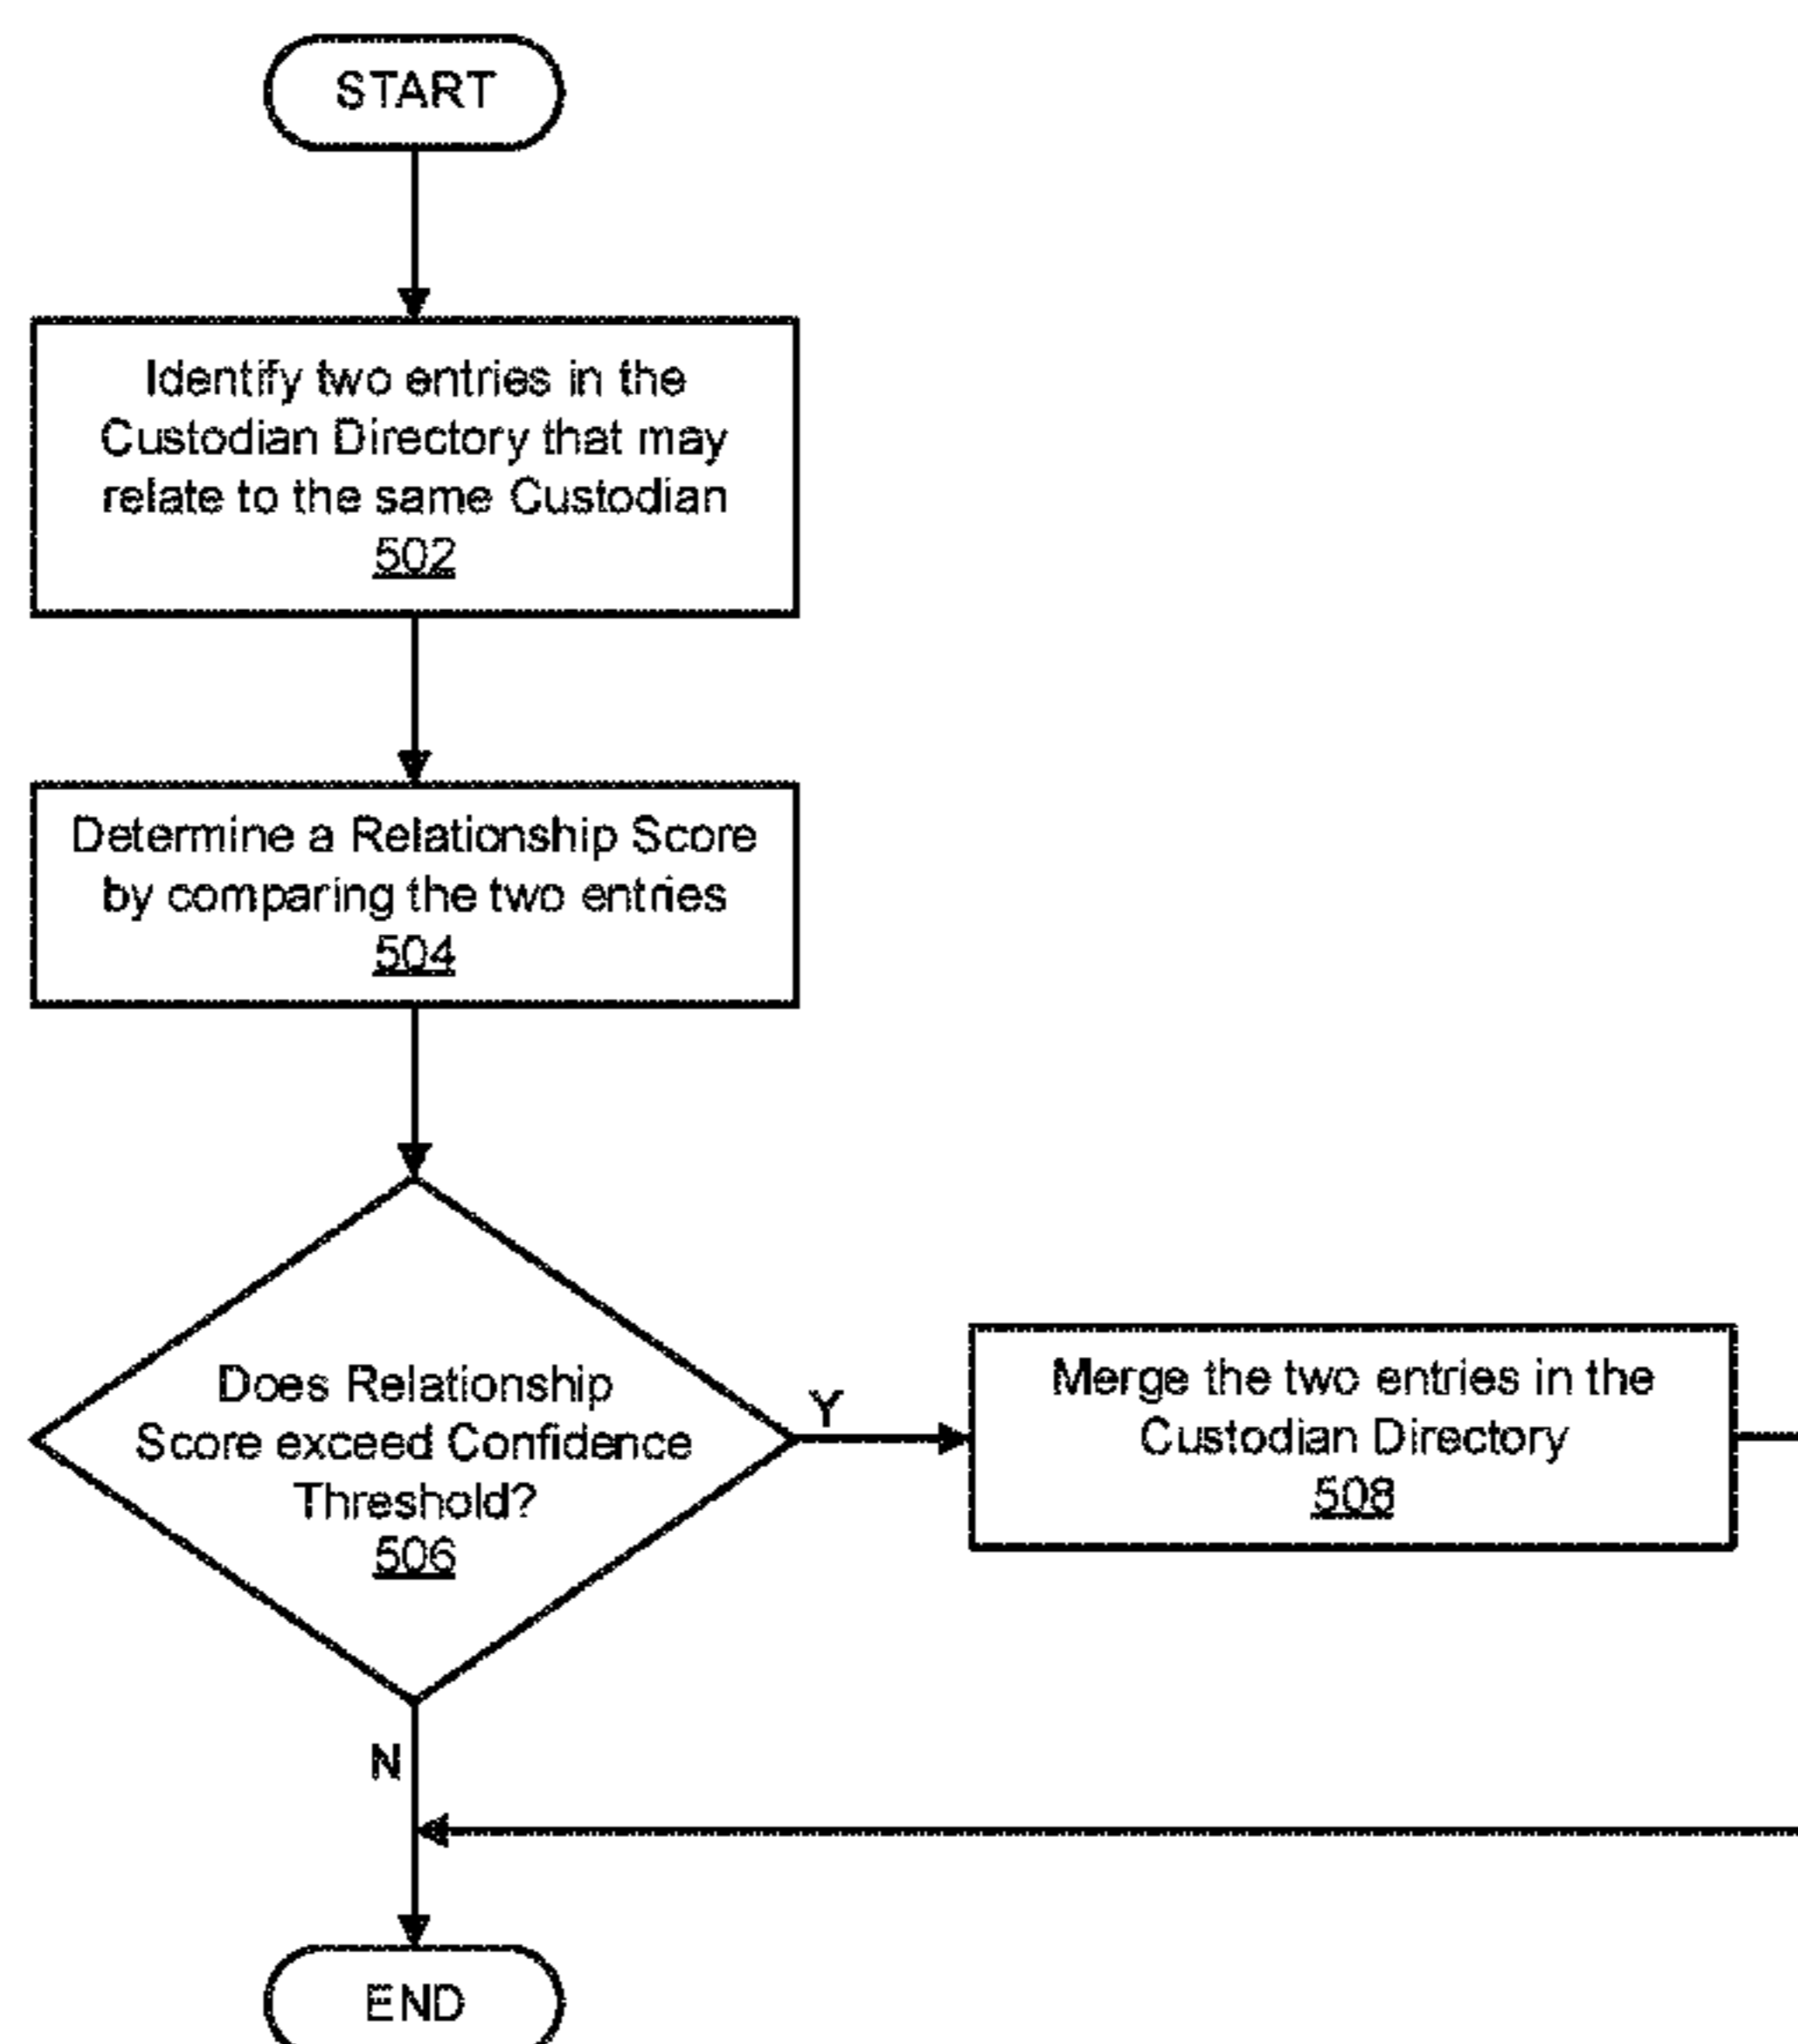 START
Identify two entries in the
Custodian Directory that may
relate to the same Custodian
502
Determine a Relationship Score
by comparing the two entries
504
Does Relationship
Score exceed Confidence
Threshold?
506
Y
Merge the two entries in the
Custodian Directory
508
N
END